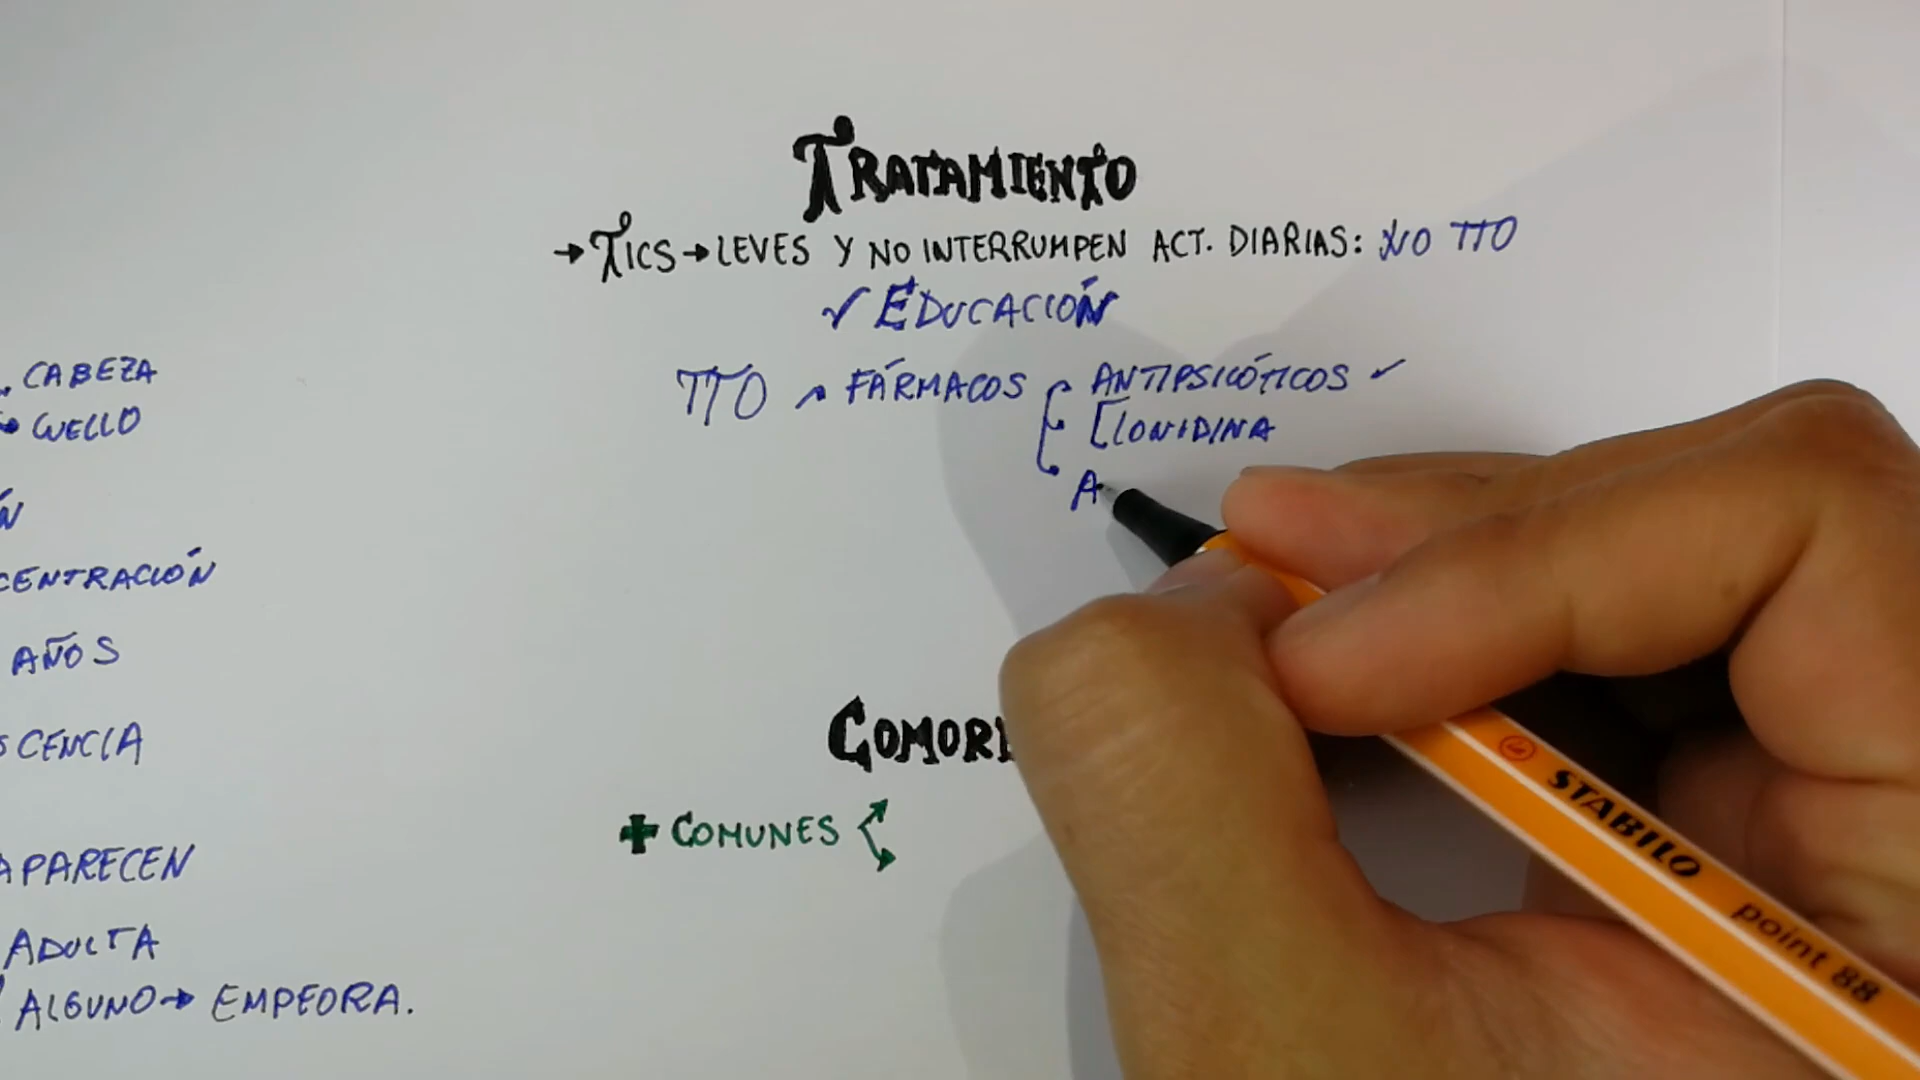 TRATAMIENTO
→ TICS → LEVES Y NO INTERRUMPEN ACT. DIARIAS: NO TTO
✓ EDUCACIÓN
TTO → FÁRMACOS ANTIPSICÓTICOS ✓
CLONIDINA
A
CABEZA
CUELLO
ÓN
CENTRACIÓN
AÑOS
SCENCIA
APARECEN
ADULTA
ALGUNO → EMPEORA.
COMOR
+ COMUNES
STABILO point 88